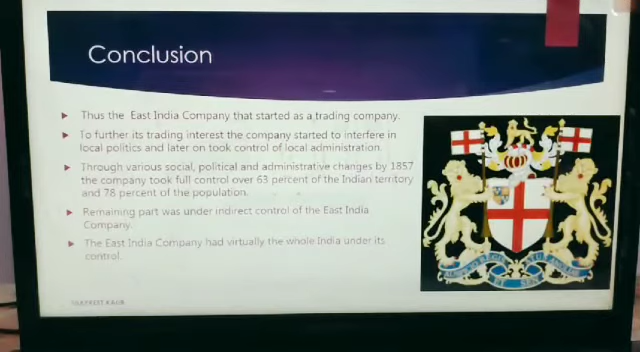 Conclusion
Thus the East India Company that started as a trading company.
To further its trading interest the company started to interfere in
local politics and later on took control of local administration.
Through various social, political and administrative changes by 1857
the company took full control over 63 percent of the Indian territory
and 78 percent of the population.
Remaining part was under indirect control of the East India
Company.
The East India Company had virtually the whole India under its
control.